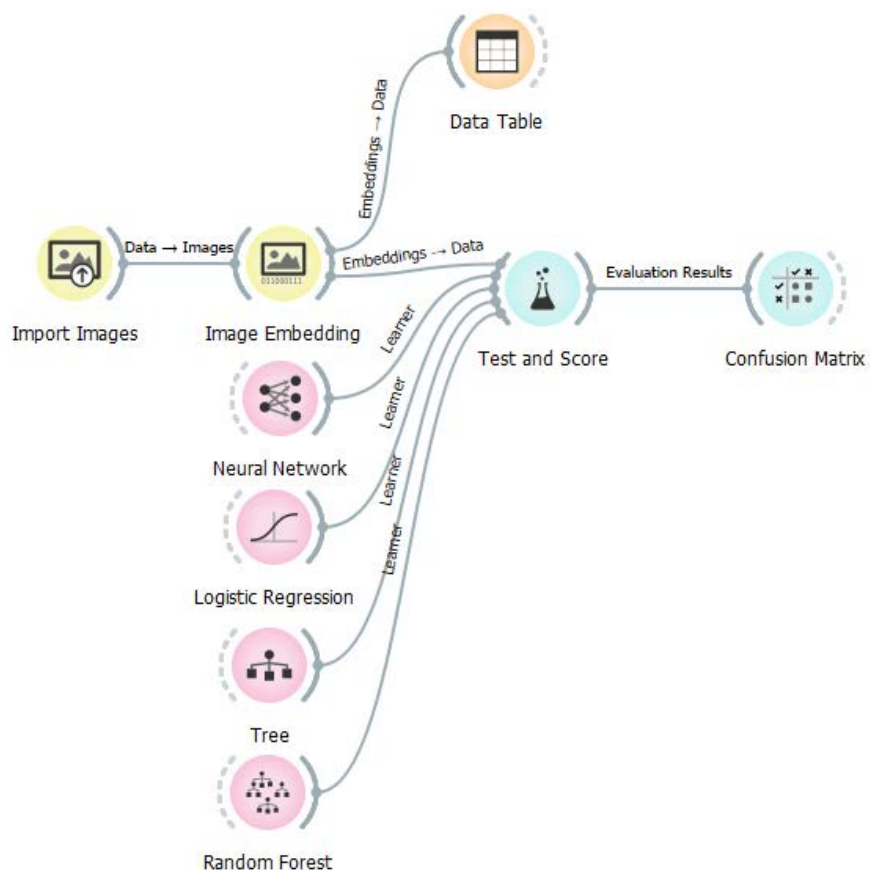 Data Table
Embeddings → Data
Data → Images
Embeddings → Data
Evaluation Results
Import Images
Image Embedding
011000111
Test and Score
Confusion Matrix
Learner
Neural Network
Learner
Logistic Regression
Learner
Tree
Learner
Random Forest